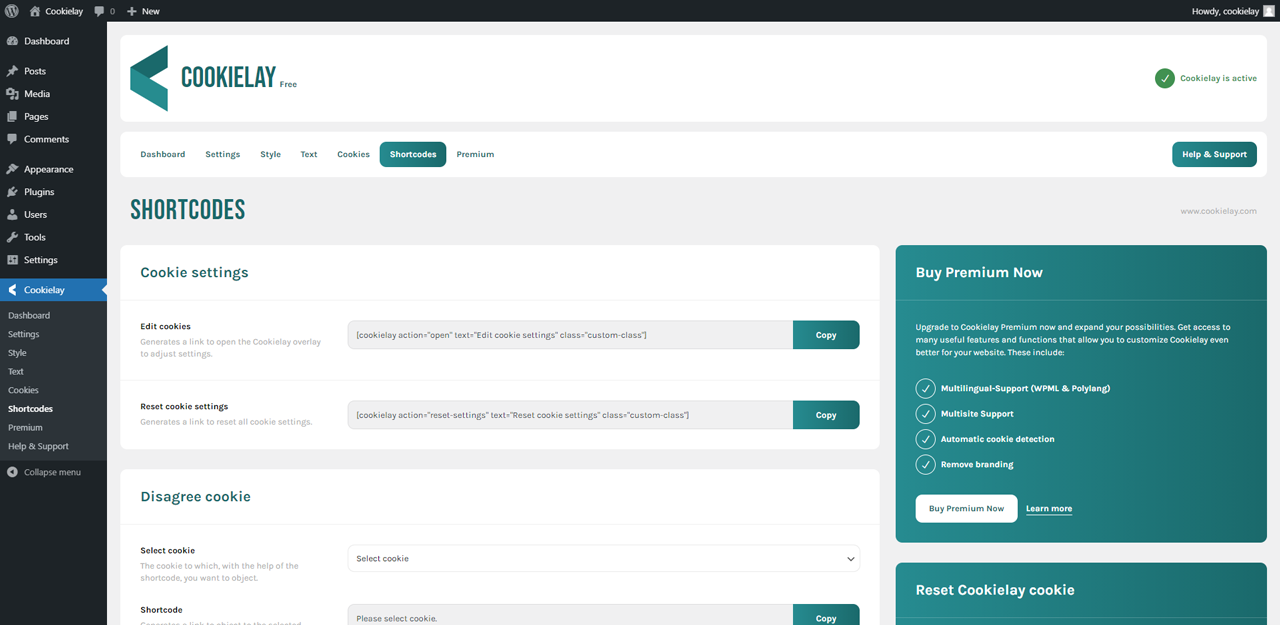 Cookielay
0
New
Howdy, cookielay
Dashboard
Posts
Media
Pages
Comments
Appearance
Plugins
Users
Tools
Settings
Cookielay
Dashboard
Settings
Style
Text
Cookies
Shortcodes
Premium
Help & Support
Collapse menu
COOKIELAY Free
Cookielay is active
Dashboard Settings Style Text Cookies Shortcodes Premium
Help & Support
SHORTCODES
www.cookielay.com
Cookie settings
Edit cookies
Generates a link to open the Cookielay overlay
to adjust settings.
[cookielay action="open" text="Edit cookie settings" class="custom-class"]
Copy
Reset cookie settings
Generates a link to reset all cookie settings.
[cookielay action="reset-settings" text="Reset cookie settings" class="custom-class"]
Copy
Disagree cookie
Select cookie
The cookie to which, with the help of the
shortcode, you want to object.
Select cookie
Shortcode
Generates a link to object to the selected
Please select cookie.
Copy
Buy Premium Now
Upgrade to Cookielay Premium now and expand your possibilities. Get access to
many useful features and functions that allow you to customize Cookielay even
better for your website. These include:
Multilingual-Support (WPML & Polylang)
Multisite Support
Automatic cookie detection
Remove branding
Buy Premium Now
Learn more
Reset Cookielay cookie